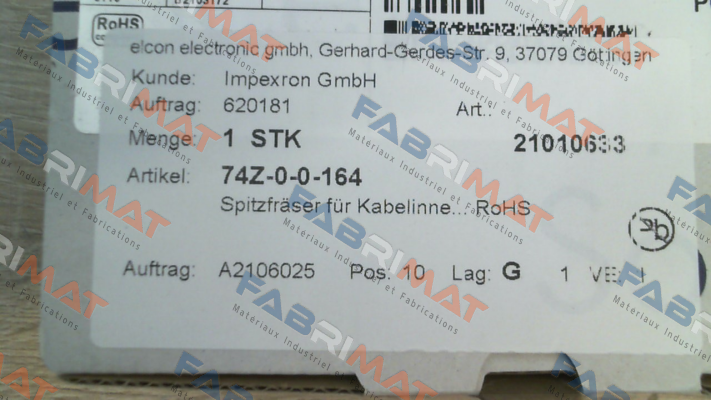 RoHS
elcon electronic gmbh, Gerhard-Gerdes-Str. 9, 37079 Göttingen
Kunde: Impexron GmbH
Auftrag: 620181 Art.:
Menge: 1 STK 21010633
Artikel: 74Z-0-0-164
Spitzfräser für Kabelinne... RoHS
Auftrag: A2106025 Pos: 10 Lag: G 1
FABRIMAT
Matériaux Industriel et Fabrications